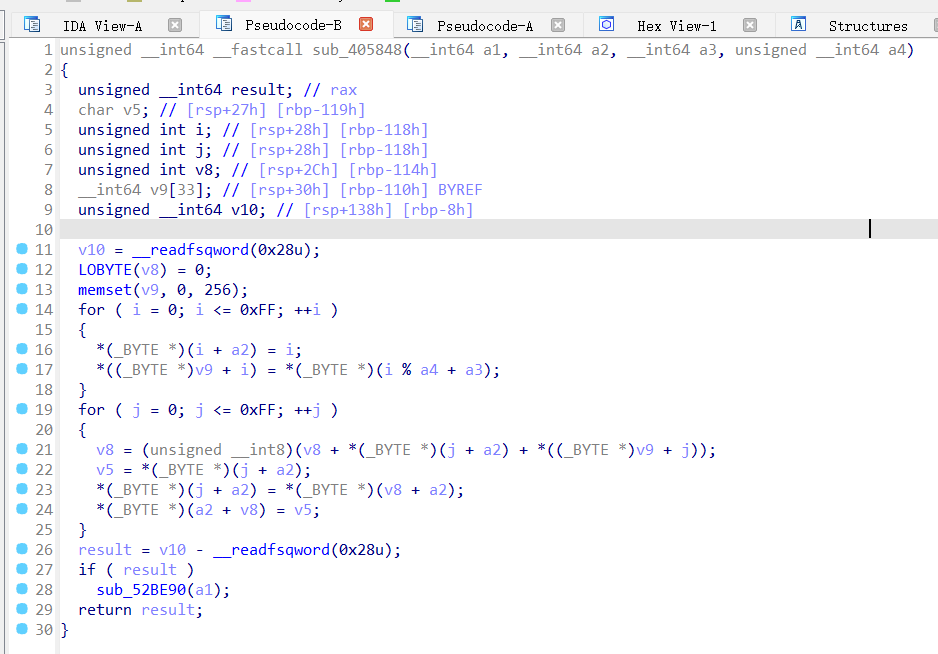 IDA View-A Pseudocode-B Pseudocode-A Hex View-1 Structures
1 unsigned __int64 __fastcall sub_405848(__int64 a1, __int64 a2, __int64 a3, unsigned __int64 a4)
2 {
3 unsigned __int64 result; // rax
4 char v5; // [rsp+27h] [rbp-119h]
5 unsigned int i; // [rsp+28h] [rbp-118h]
6 unsigned int j; // [rsp+28h] [rbp-118h]
7 unsigned int v8; // [rsp+2Ch] [rbp-114h]
8 __int64 v9[33]; // [rsp+30h] [rbp-110h] BYREF
9 unsigned __int64 v10; // [rsp+138h] [rbp-8h]
10
11 v10 = __readfsqword(0x28u);
12 LOBYTE(v8) = 0;
13 memset(v9, 0, 256);
14 for ( i = 0; i <= 0xFF; ++i )
15 {
16 *(_BYTE *)(i + a2) = i;
17 *((_BYTE *)v9 + i) = *(_BYTE *)(i % a4 + a3);
18 }
19 for ( j = 0; j <= 0xFF; ++j )
20 {
21 v8 = (unsigned __int8)(v8 + *(_BYTE *)(j + a2) + *((_BYTE *)v9 + j));
22 v5 = *(_BYTE *)(j + a2);
23 *(_BYTE *)(j + a2) = *(_BYTE *)(v8 + a2);
24 *(_BYTE *)(a2 + v8) = v5;
25 }
26 result = v10 - __readfsqword(0x28u);
27 if ( result )
28 sub_52BE90(a1);
29 return result;
30 }